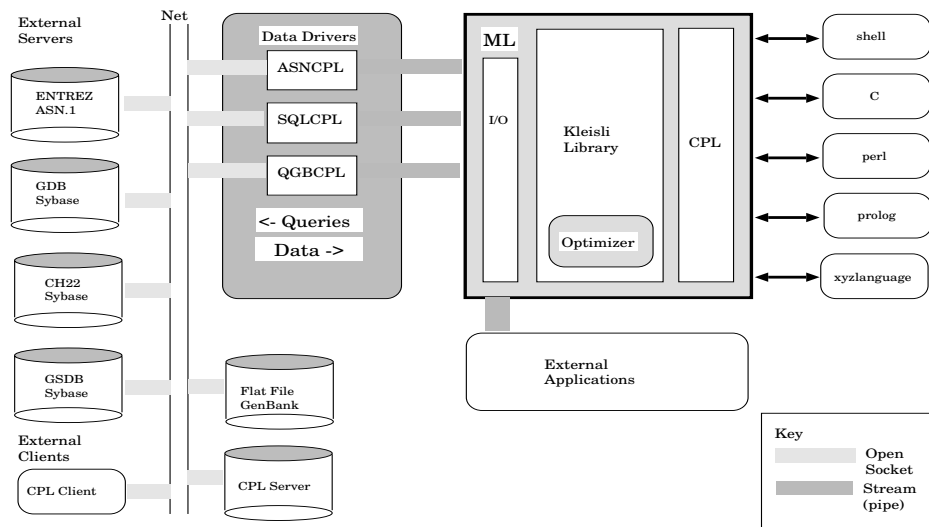 External
Servers
Net
ENTREZ
ASN.1
GDB
Sybase
CH22
Sybase
GSDB
Sybase
External
Clients
CPL Client
Data Drivers
ASNCPL
SQLCPL
QGBCPL
<- Queries
Data ->
Flat File
GenBank
CPL Server
ML
I/O
Kleisli
Library
Optimizer
CPL
External
Applications
shell
C
perl
prolog
xyzlanguage
Key
Open
Socket
Stream
(pipe)